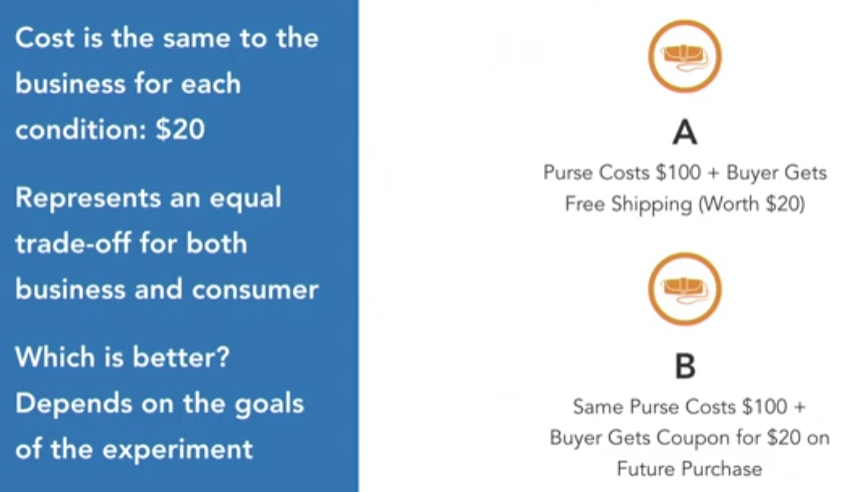 Cost is the same to the
business for each
condition: $20
Represents an equal
trade-off for both
business and consumer
Which is better?
Depends on the goals
of the experiment
A
Purse Costs $100 + Buyer Gets
Free Shipping (Worth $20)
B
Same Purse Costs $100 +
Buyer Gets Coupon for $20 on
Future Purchase